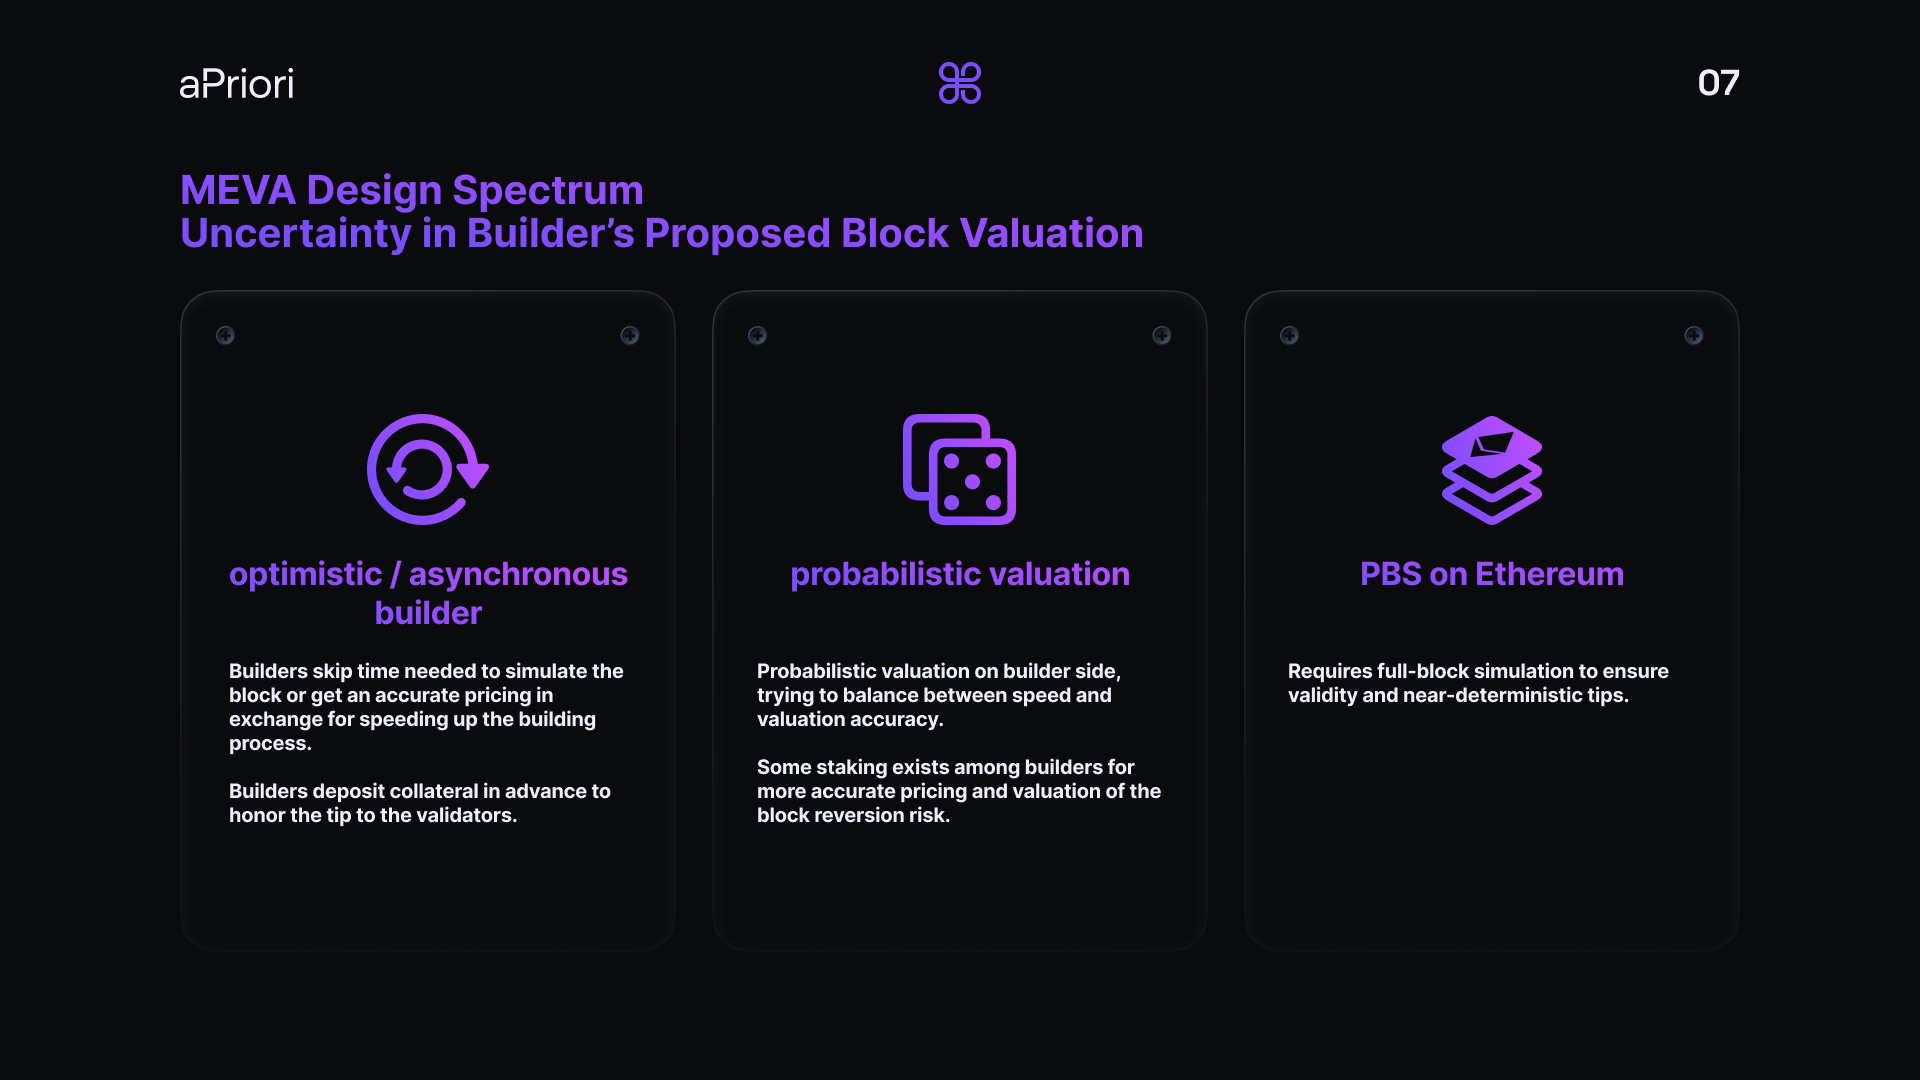 aPriori
07
MEVA Design Spectrum
Uncertainty in Builder’s Proposed Block Valuation
optimistic / asynchronous
builder
Builders skip time needed to simulate the
block or get an accurate pricing in
exchange for speeding up the building
process.
Builders deposit collateral in advance to
honor the tip to the validators.
probabilistic valuation
Probabilistic valuation on builder side,
trying to balance between speed and
valuation accuracy.
Some staking exists among builders for
more accurate pricing and valuation of the
block reversion risk.
PBS on Ethereum
Requires full-block simulation to ensure
validity and near-deterministic tips.